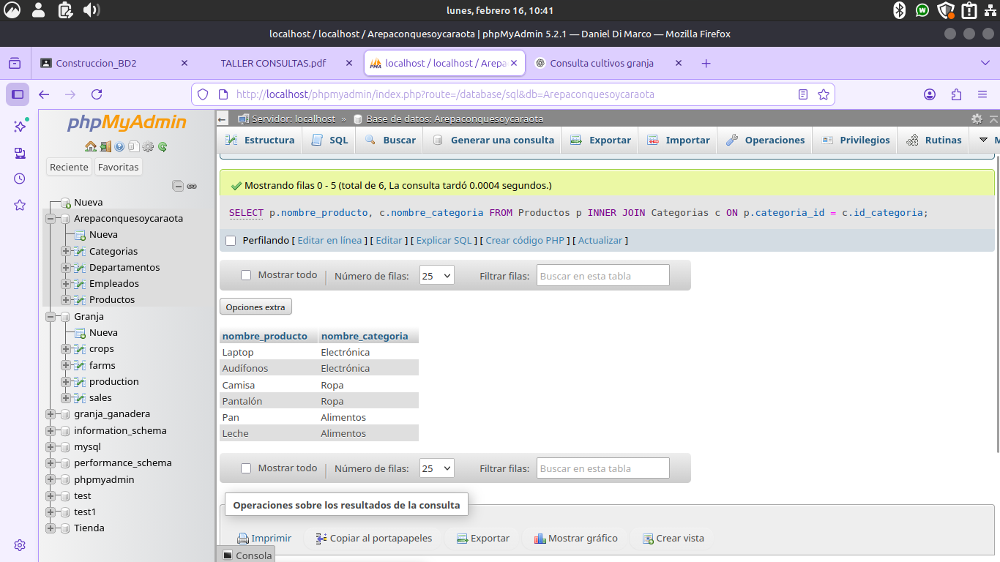 lunes, febrero 16, 10:41
localhost / localhost / Arepaconquesoycaraota | phpMyAdmin 5.2.1 — Daniel Di Marco — Mozilla Firefox
Construccion_BD2
TALLER CONSULTAS.pdf
localhost / localhost / Arepa
Consulta cultivos granja
http://localhost/phpmyadmin/index.php?route=/database/sql&db=Arepaconquesoycaraota
phpMyAdmin
Reciente
Favoritas
Nueva
Arepaconquesoycaraota
Nueva
Categorias
Departamentos
Empleados
Productos
Granja
Nueva
crops
farms
production
sales
granja_ganadera
information_schema
mysql
performance_schema
phpmyadmin
test
test1
Tienda
Servidor: localhost » Base de datos: Arepaconquesoycaraota
Estructura SQL Buscar Generar una consulta Exportar Importar Operaciones Privilegios Rutinas M
Mostrando filas 0 - 5 (total de 6, La consulta tardó 0.0004 segundos.)
SELECT p.nombre_producto, c.nombre_categoria FROM Productos p INNER JOIN Categorias c ON p.categoria_id = c.id_categoria;
Perfilando [ Editar en línea ] [ Editar ] [ Explicar SQL ] [ Crear código PHP ] [ Actualizar ]
Mostrar todo Número de filas: 25 Filtrar filas: Buscar en esta tabla
Opciones extra
nombre_producto nombre_categoria
Laptop Electrónica
Audífonos Electrónica
Camisa Ropa
Pantalón Ropa
Pan Alimentos
Leche Alimentos
Mostrar todo Número de filas: 25 Filtrar filas: Buscar en esta tabla
Operaciones sobre los resultados de la consulta
Imprimir Copiar al portapapeles Exportar Mostrar gráfico Crear vista
Consola